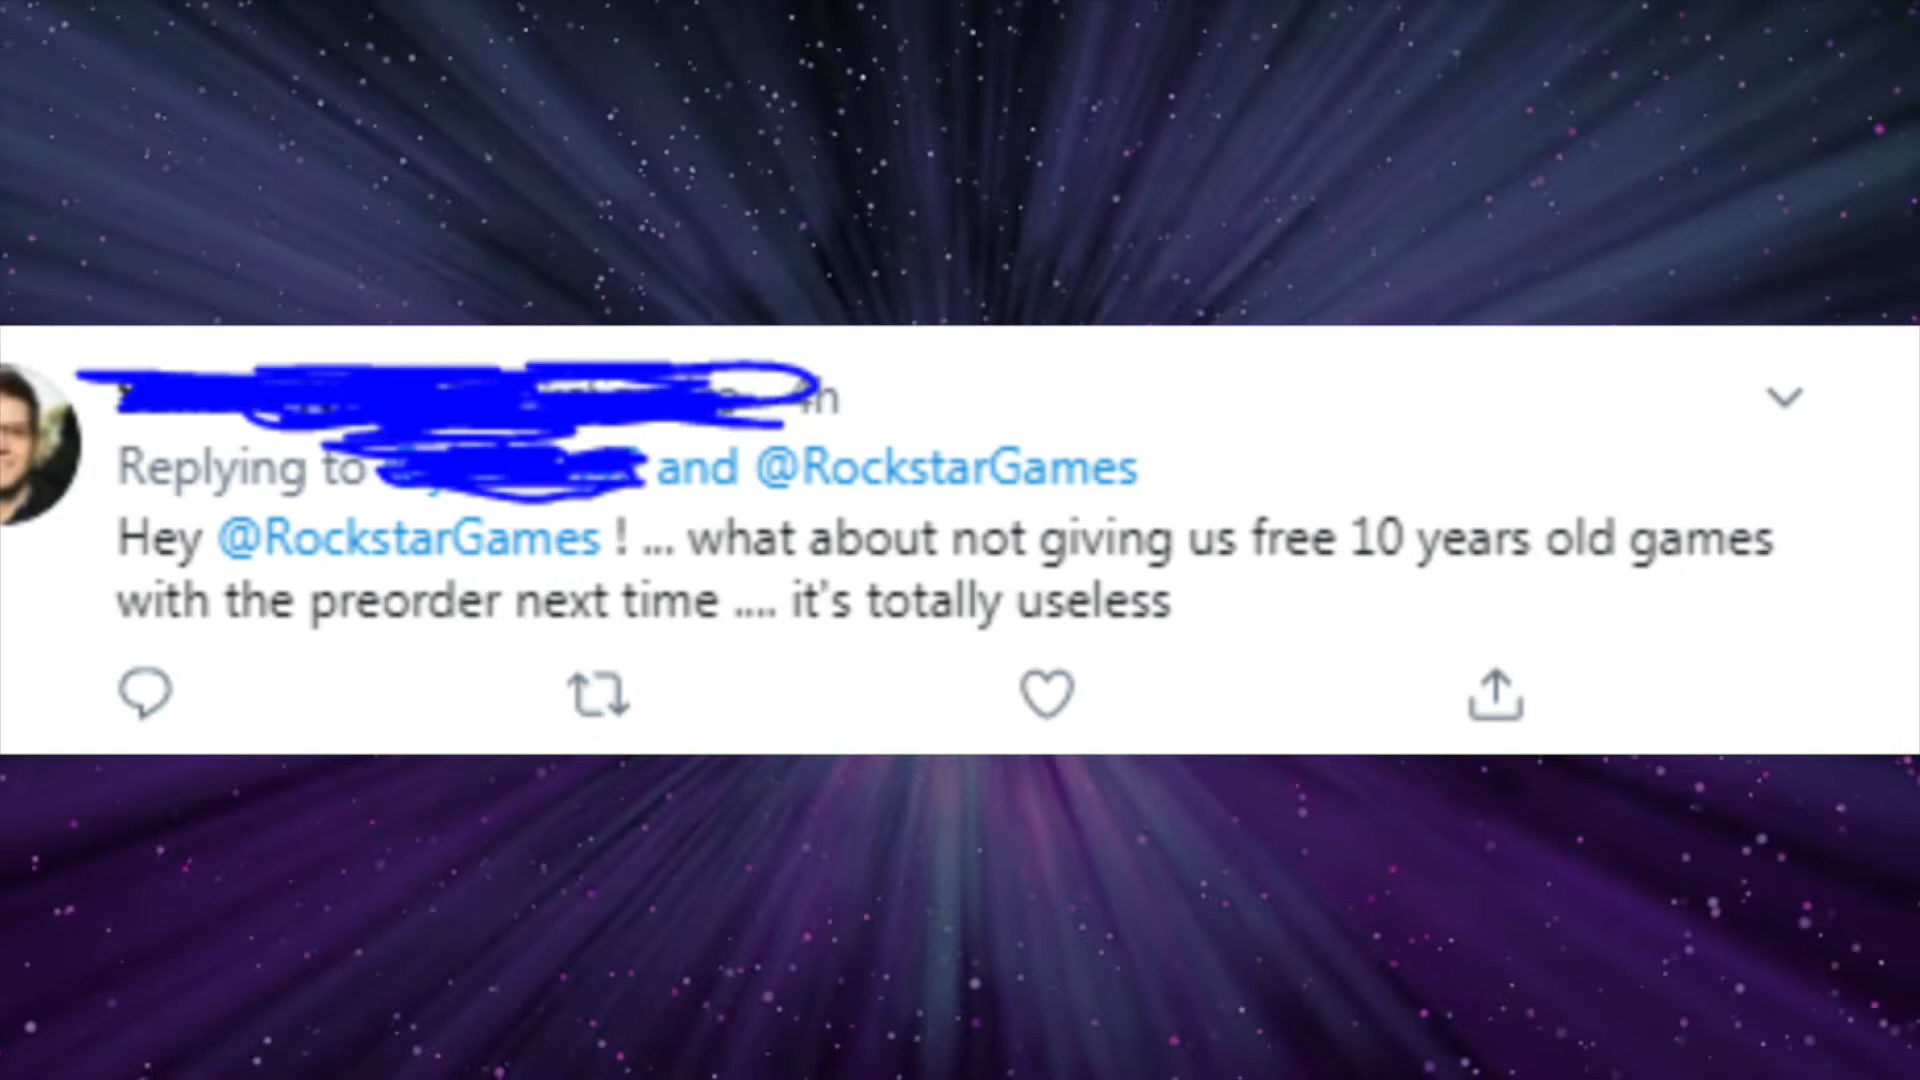 4h
Replying to and @RockstarGames
Hey @RockstarGames ! ... what about not giving us free 10 years old games
with the preorder next time .... it's totally useless